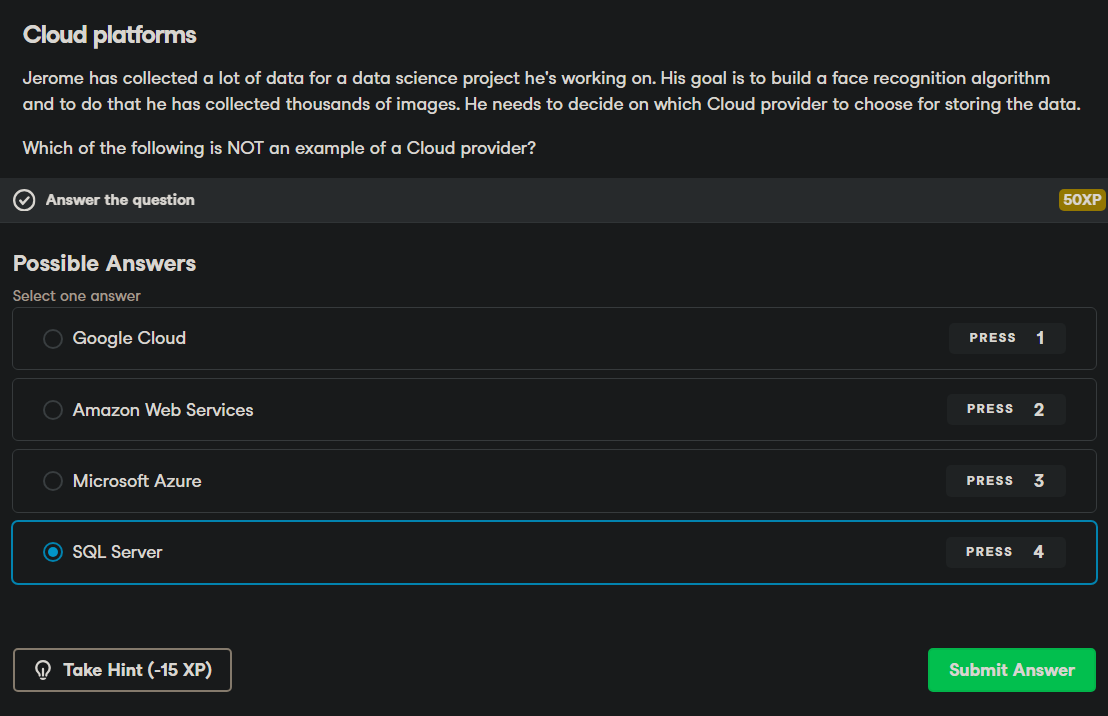 Cloud platforms
Jerome has collected a lot of data for a data science project he's working on. His goal is to build a face recognition algorithm
and to do that he has collected thousands of images. He needs to decide on which Cloud provider to choose for storing the data.
Which of the following is NOT an example of a Cloud provider?
Answer the question
50XP
Possible Answers
Select one answer
Google Cloud PRESS 1
Amazon Web Services PRESS 2
Microsoft Azure PRESS 3
SQL Server PRESS 4
Take Hint (-15 XP)
Submit Answer